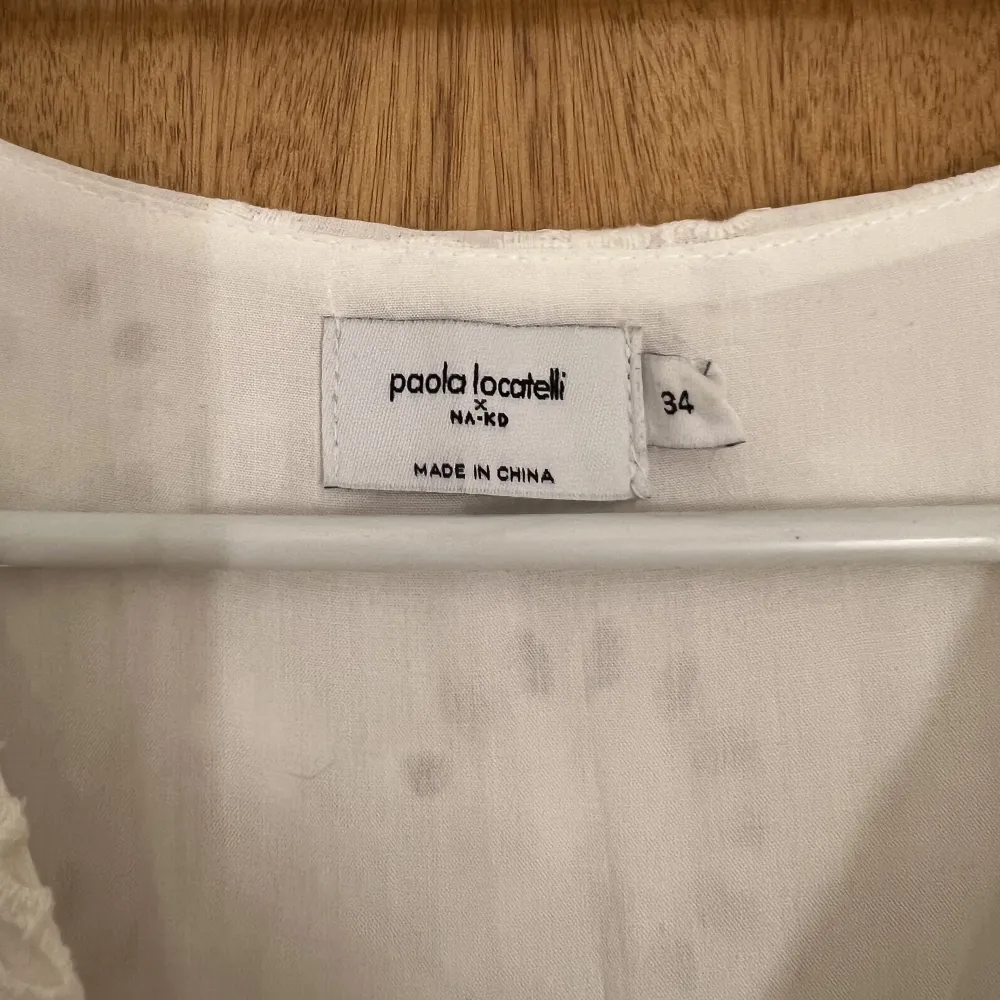 paola locatelli
x
NA-KD
MADE IN CHINA
34